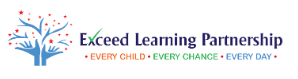 Exceed Learning Partnership
• EVERY CHILD • EVERY CHANCE • EVERY DAY •